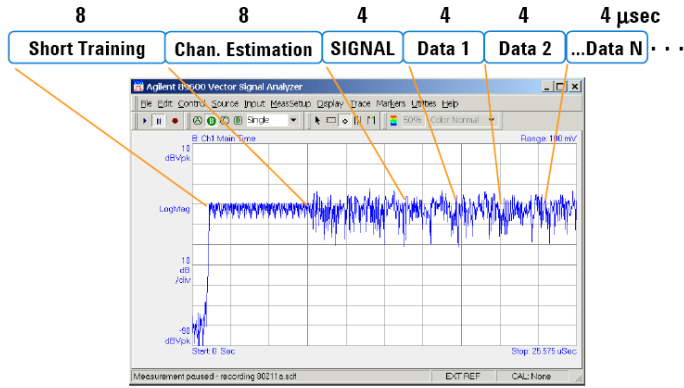 8 8 4 4 4 4 μsec
Short Training Chan. Estimation SIGNAL Data 1 Data 2 ...Data N . . .
Agilent 89600 Vector Signal Analyzer
File Edit Control Source Input MeasSetup Display Trace Markers Utilities Help
Single 50% Color Normal
B: Ch1 Main Time Range: 100 mV
10
dBVpk
LogMag
10
dB
/div
-90
dBVpk
Start: 0 Sec Stop: 25.575 uSec
Measurement paused - recording 80211a.sdf EXT REF CAL: None